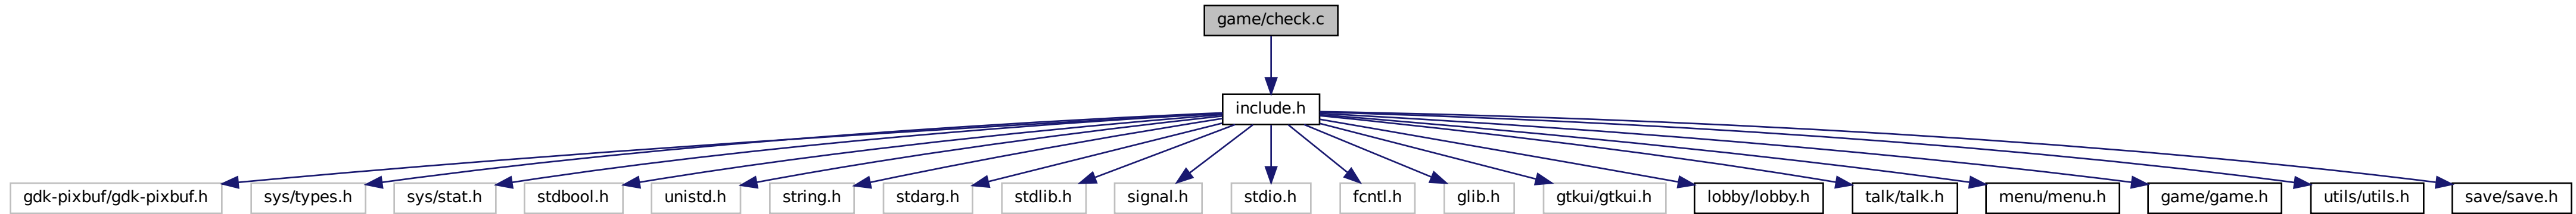 game/check.c
include.h
gdk-pixbuf/gdk-pixbuf.h
sys/types.h
sys/stat.h
stdbool.h
unistd.h
string.h
stdarg.h
stdlib.h
signal.h
stdio.h
fcntl.h
glib.h
gtkui/gtkui.h
lobby/lobby.h
talk/talk.h
menu/menu.h
game/game.h
utils/utils.h
save/save.h